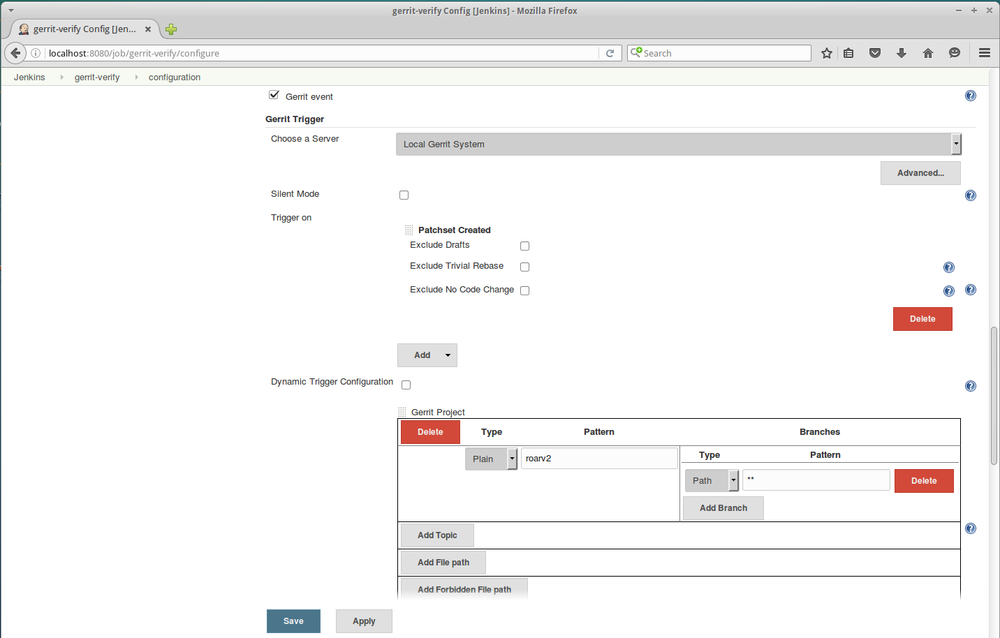 gerrit-verify Config [Jenkins] - Mozilla Firefox
gerrit-verify Config [Jen...
localhost:8080/job/gerrit-verify/configure
Search
Jenkins gerrit-verify configuration
Gerrit event
Gerrit Trigger
Choose a Server
Local Gerrit System
Advanced...
Silent Mode
Trigger on
Patchset Created
Exclude Drafts
Exclude Trivial Rebase
Exclude No Code Change
Delete
Add
Dynamic Trigger Configuration
Gerrit Project
Delete Type Pattern Branches
Type Pattern
Plain roarv2
Path ** Delete
Add Branch
Add Topic
Add File path
Add Forbidden File path
Save Apply